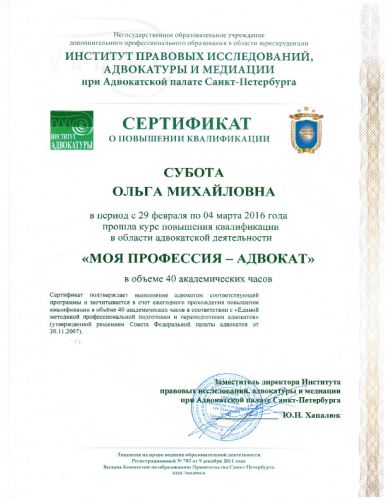 Негосударственное образовательное учреждение
дополнительного профессионального образования в области юриспруденции
ИНСТИТУТ ПРАВОВЫХ ИССЛЕДОВАНИЙ,
АДВОКАТУРЫ И МЕДИАЦИИ
при Адвокатской палате Санкт-Петербурга
ИНСТИТУТ
АДВОКАТУРЫ
СЕРТИФИКАТ
О ПОВЫШЕНИИ КВАЛИФИКАЦИИ
СУБОТА
ОЛЬГА МИХАЙЛОВНА
в период с 29 февраля по 04 марта 2016 года
прошла курс повышения квалификации
в области адвокатской деятельности
«МОЯ ПРОФЕССИЯ – АДВОКАТ»
в объеме 40 академических часов
Сертификат подтверждает выполнение адвокатом соответствующей
программы и засчитывается в счет ежегодного прохождения повышения
квалификации в объёме 40 академических часов в соответствии с «Единой
методикой профессиональной подготовки и переподготовки адвокатов»
(утвержденной решением Совета Федеральной палаты адвокатов от
30.11.2007).
Заместитель директора Института
правовых исследований, адвокатуры и медиации
при Адвокатской палате Санкт-Петербурга
Ю.Н. Хапалюк
Лицензия на право ведения образовательной деятельности
Регистрационный № 783 от 9 декабря 2011 года
Выдана Комитетом по образованию Правительства Санкт-Петербурга